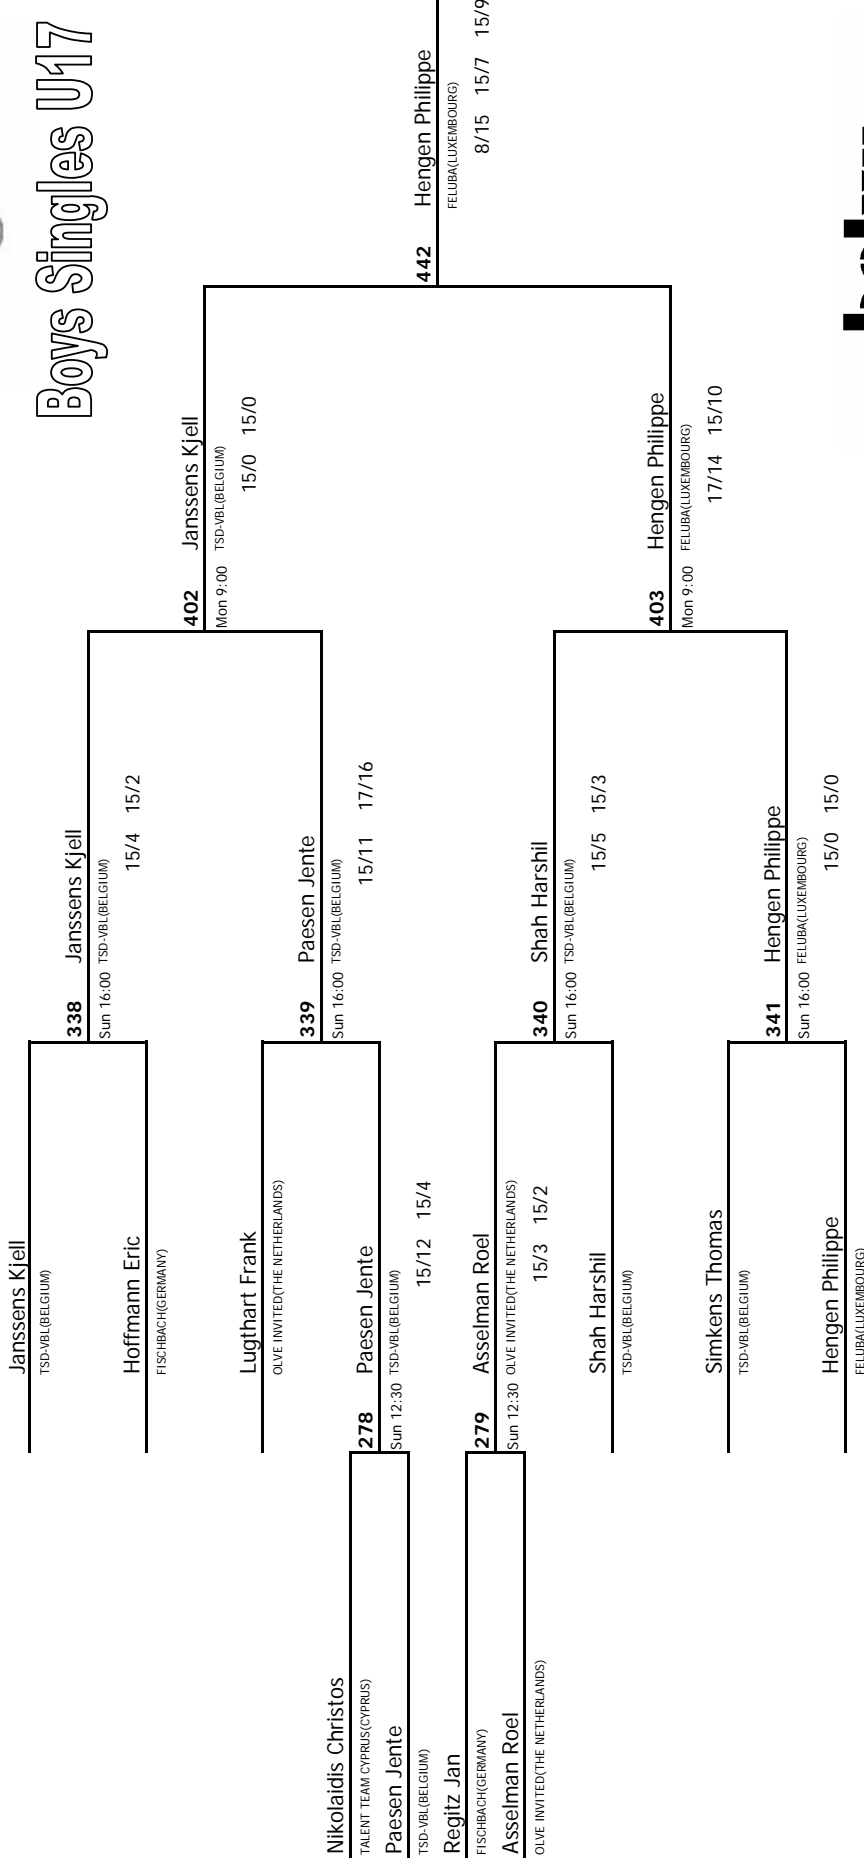 Boys Singles U17
Janssens Kjell
TSD-VBL(BELGIUM)
338 Janssens Kjell
Sun 16:00 TSD-VBL(BELGIUM)
15/4 15/2
Hoffmann Eric
FISCHBACH(GERMANY)
402 Janssens Kjell
Mon 9:00 TSD-VBL(BELGIUM)
15/0 15/0
Lugthart Frank
OLVE INVITED(THE NETHERLANDS)
339 Paesen Jente
Sun 16:00 TSD-VBL(BELGIUM)
15/11 17/16
Nikolaidis Christos
TALENT TEAM CYPRUS(CYPRUS)
278 Paesen Jente
Sun 12:30 TSD-VBL(BELGIUM)
15/12 15/4
Paesen Jente
TSD-VBL(BELGIUM)
442 Hengen Philippe
FELUBA(LUXEMBOURG)
8/15 15/7 15/9
Regitz Jan
FISCHBACH(GERMANY)
279 Asselman Roel
Sun 12:30 OLVE INVITED(THE NETHERLANDS)
15/3 15/2
Asselman Roel
OLVE INVITED(THE NETHERLANDS)
340 Shah Harshil
Sun 16:00 TSD-VBL(BELGIUM)
15/5 15/3
Shah Harshil
TSD-VBL(BELGIUM)
403 Hengen Philippe
Mon 9:00 FELUBA(LUXEMBOURG)
17/14 15/10
Simkens Thomas
TSD-VBL(BELGIUM)
341 Hengen Philippe
Sun 16:00 FELUBA(LUXEMBOURG)
15/0 15/0
Hengen Philippe
FELUBA(LUXEMBOURG)